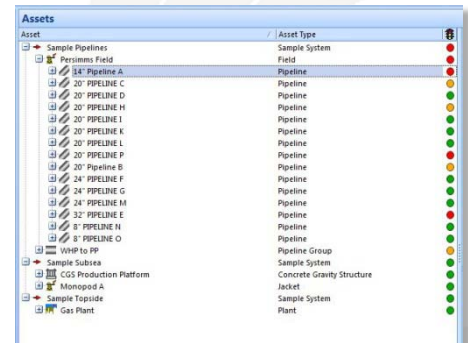 Assets
Asset Asset Type
Sample Pipelines Sample System
Persimms Field Field
14" Pipeline A Pipeline
20" PIPELINE C Pipeline
20" PIPELINE D Pipeline
20" PIPELINE H Pipeline
20" PIPELINE I Pipeline
20" PIPELINE K Pipeline
20" PIPELINE L Pipeline
20" PIPELINE P Pipeline
20" Pipeline B Pipeline
24" PIPELINE F Pipeline
24" PIPELINE G Pipeline
24" PIPELINE M Pipeline
32" PIPELINE E Pipeline
8" PIPELINE N Pipeline
8" PIPELINE O Pipeline
WHP to PP Pipeline Group
Sample Subsea Sample System
CGS Production Platform Concrete Gravity Structure
Monopod A Jacket
Sample Topside Sample System
Gas Plant Plant